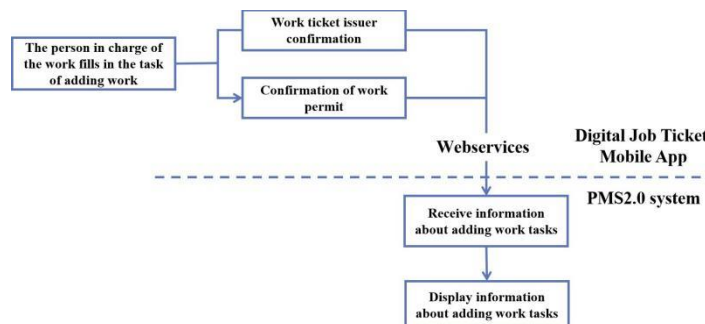 Work ticket issuer
confirmation
The person in charge of
the work fills in the task
of adding work
Confirmation of work
permit
Webservices
Digital Job Ticket
Mobile App
PMS2.0 system
Receive information
about adding work tasks
Display information
about adding work tasks